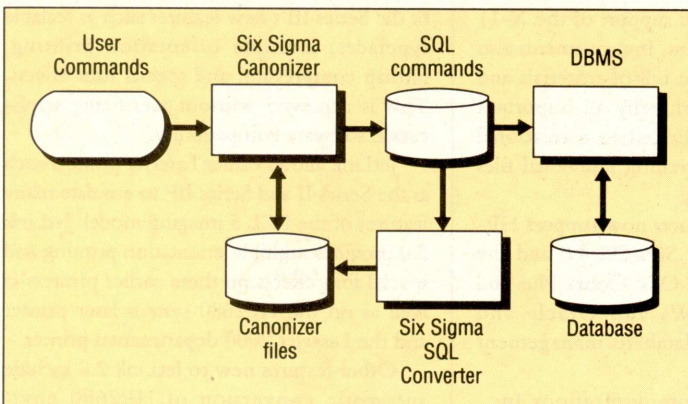 User
Commands
Six Sigma
Canonizer
SQL
commands
DBMS
Canonizer
files
Six Sigma
SQL
Converter
Database